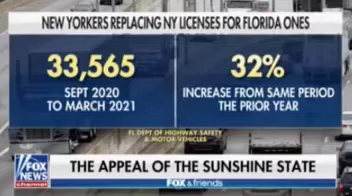 NEW YORKERS REPLACING NY LICENSES FOR FLORIDA ONES
33,565
SEPT 2020
TO MARCH 2021
32%
INCREASE FROM SAME PERIOD
THE PRIOR YEAR
FL DEPT OF HIGHWAY SAFETY
& MOTOR VEHICLES
FOX
NEWS
channel
THE APPEAL OF THE SUNSHINE STATE
FOX & friends